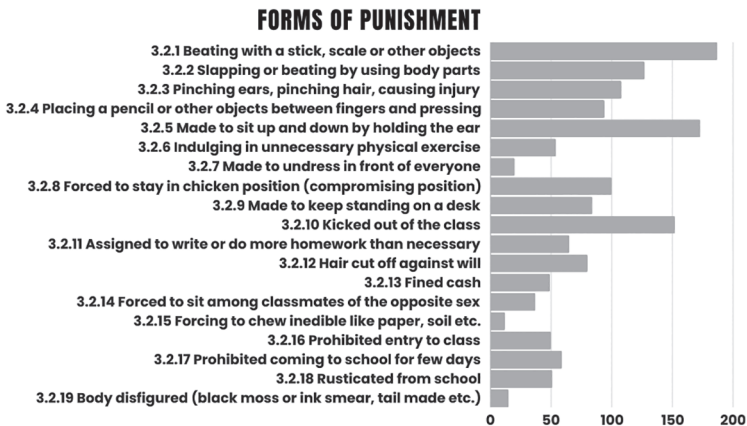 FORMS OF PUNISHMENT
3.2.1 Beating with a stick, scale or other objects
3.2.2 Slapping or beating by using body parts
3.2.3 Pinching ears, pinching hair, causing injury
3.2.4 Placing a pencil or other objects between fingers and pressing
3.2.5 Made to sit up and down by holding the ear
3.2.6 Indulging in unnecessary physical exercise
3.2.7 Made to undress in front of everyone
3.2.8 Forced to stay in chicken position (compromising position)
3.2.9 Made to keep standing on a desk
3.2.10 Kicked out of the class
3.2.11 Assigned to write or do more homework than necessary
3.2.12 Hair cut off against will
3.2.13 Fined cash
3.2.14 Forced to sit among classmates of the opposite sex
3.2.15 Forcing to chew inedible like paper, soil etc.
3.2.16 Prohibited entry to class
3.2.17 Prohibited coming to school for few days
3.2.18 Rusticated from school
3.2.19 Body disfigured (black moss or ink smear, tail made etc.)
0 50 100 150 200